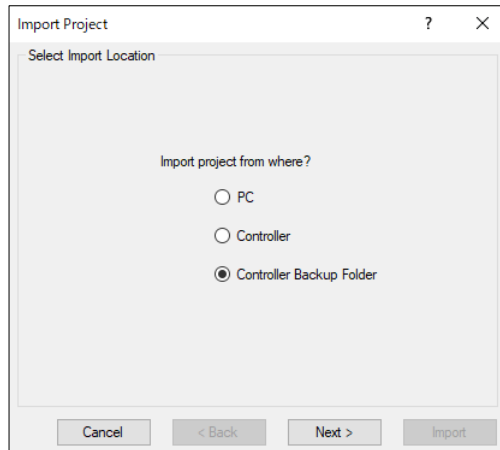 Import Project ? ×
Select Import Location
Import project from where?
PC
Controller
Controller Backup Folder
Cancel < Back Next > Import